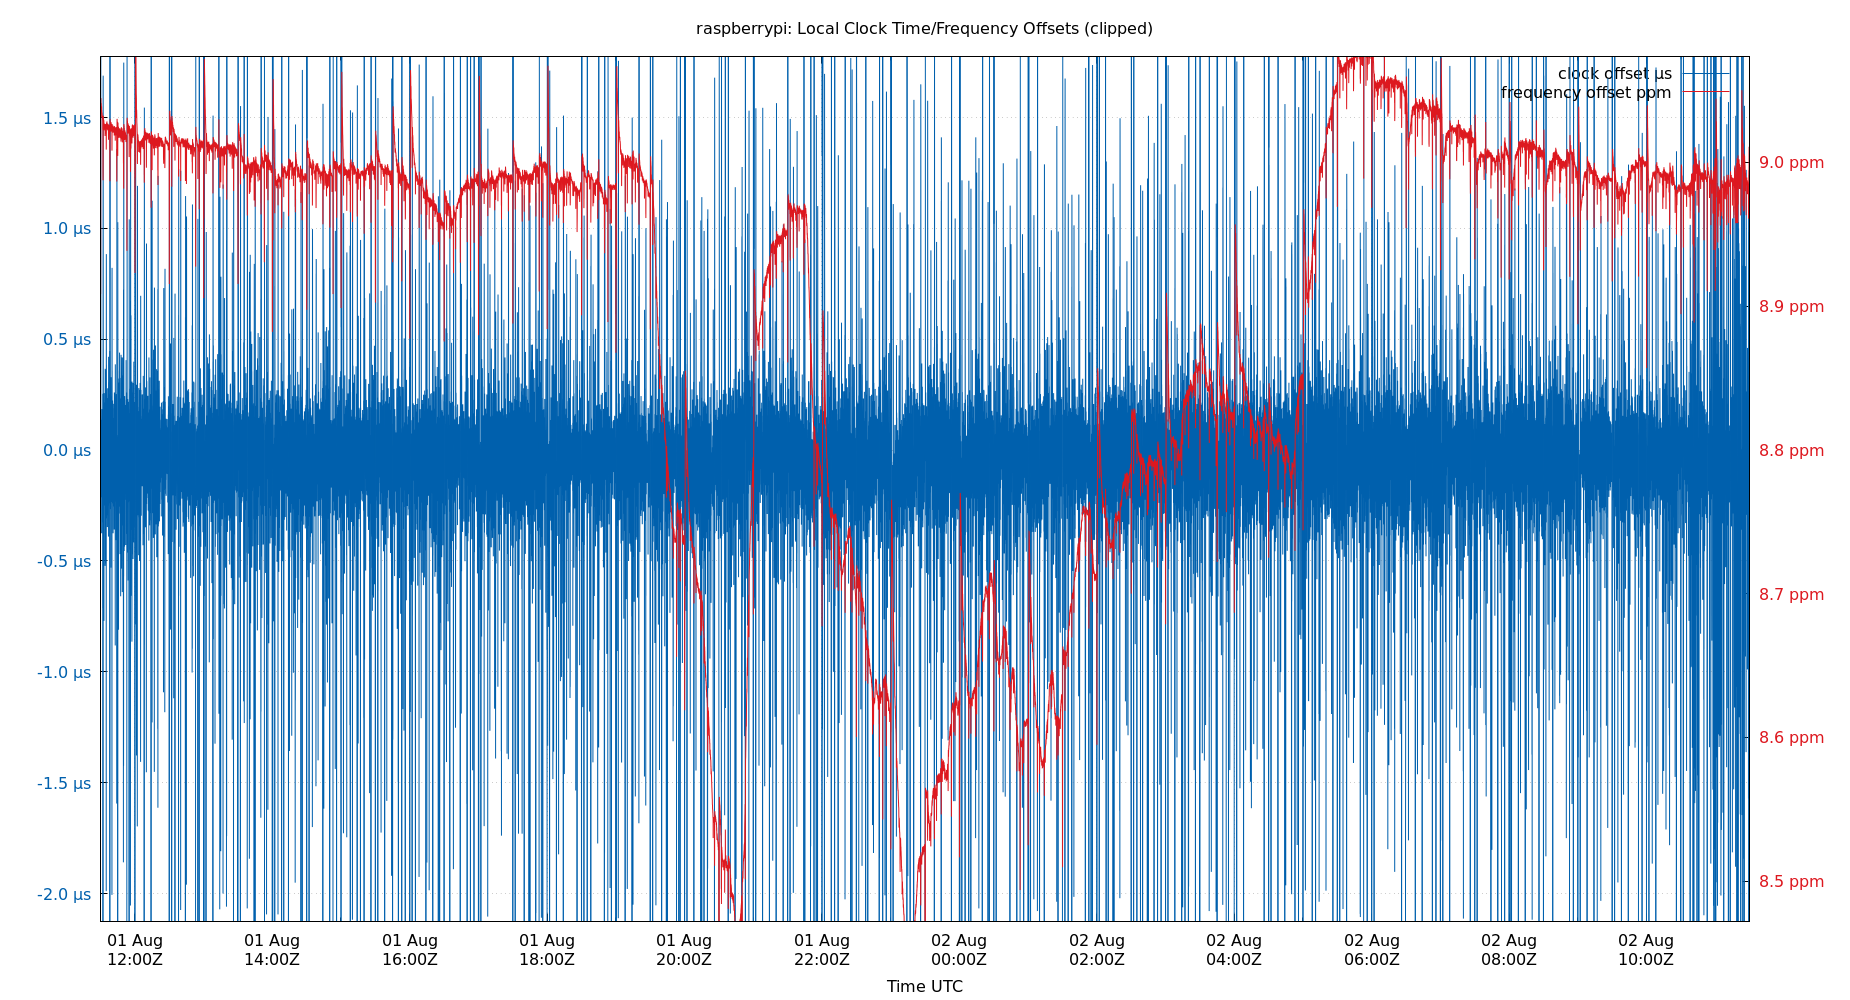 raspberrypi: Local Clock Time/Frequency Offsets (clipped)
clock offset µs
frequency offset ppm
1.5 µs
1.0 µs
0.5 µs
0.0 µs
-0.5 µs
-1.0 µs
-1.5 µs
-2.0 µs
9.0 ppm
8.9 ppm
8.8 ppm
8.7 ppm
8.6 ppm
8.5 ppm
01 Aug 01 Aug 01 Aug 01 Aug 01 Aug 01 Aug 02 Aug 02 Aug 02 Aug 02 Aug 02 Aug 02 Aug
12:00Z 14:00Z 16:00Z 18:00Z 20:00Z 22:00Z 00:00Z 02:00Z 04:00Z 06:00Z 08:00Z 10:00Z
Time UTC